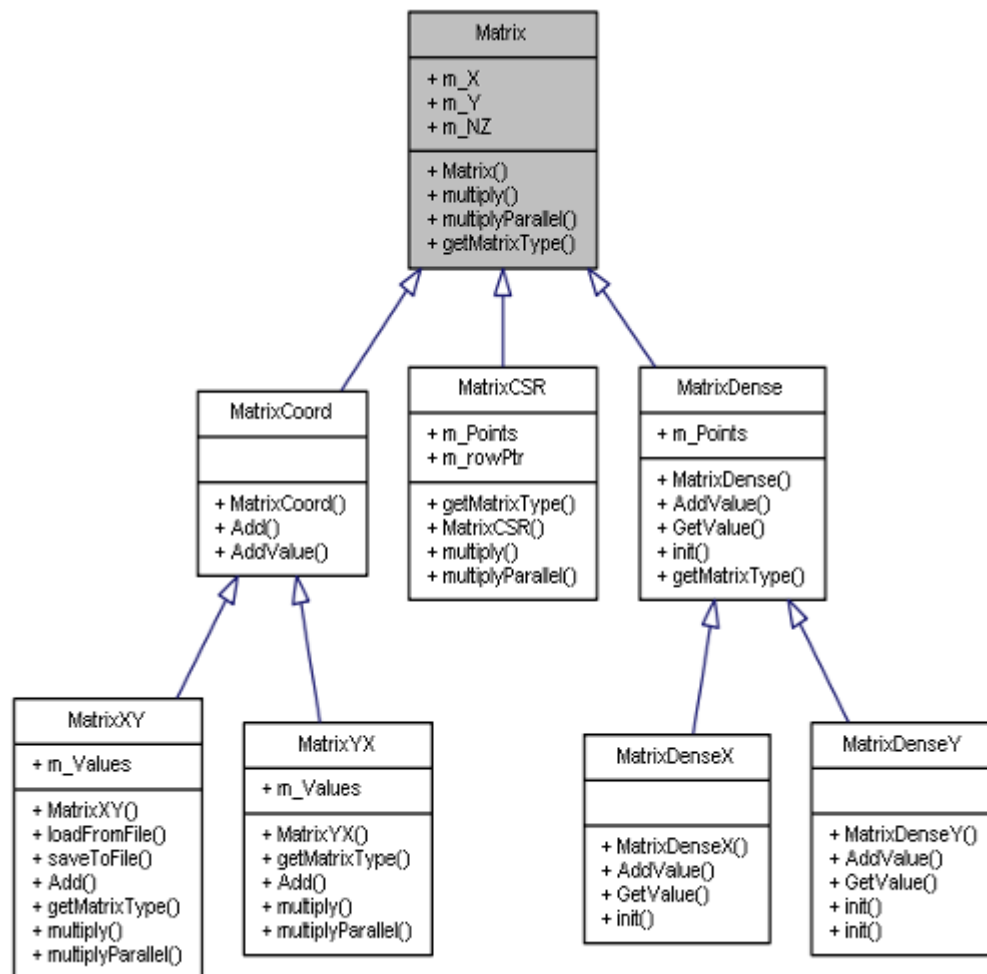 Matrix
+ m_X
+ m_Y
+ m_NZ
+ Matrix()
+ multiply()
+ multiplyParallel()
+ getMatrixType()
MatrixCoord
+ MatrixCoord()
+ Add()
+ AddValue()
MatrixCSR
+ m_Points
+ m_rowPtr
+ getMatrixType()
+ MatrixCSR()
+ multiply()
+ multiplyParallel()
MatrixDense
+ m_Points
+ MatrixDense()
+ AddValue()
+ GetValue()
+ init()
+ getMatrixType()
MatrixXY
+ m_Values
+ MatrixXY()
+ loadFromFile()
+ saveToFile()
+ Add()
+ getMatrixType()
+ multiply()
+ multiplyParallel()
MatrixYX
+ m_Values
+ MatrixYX()
+ getMatrixType()
+ Add()
+ multiply()
+ multiplyParallel()
MatrixDenseX
+ MatrixDenseX()
+ AddValue()
+ GetValue()
+ init()
MatrixDenseY
+ MatrixDenseY()
+ AddValue()
+ GetValue()
+ init()
+ init()